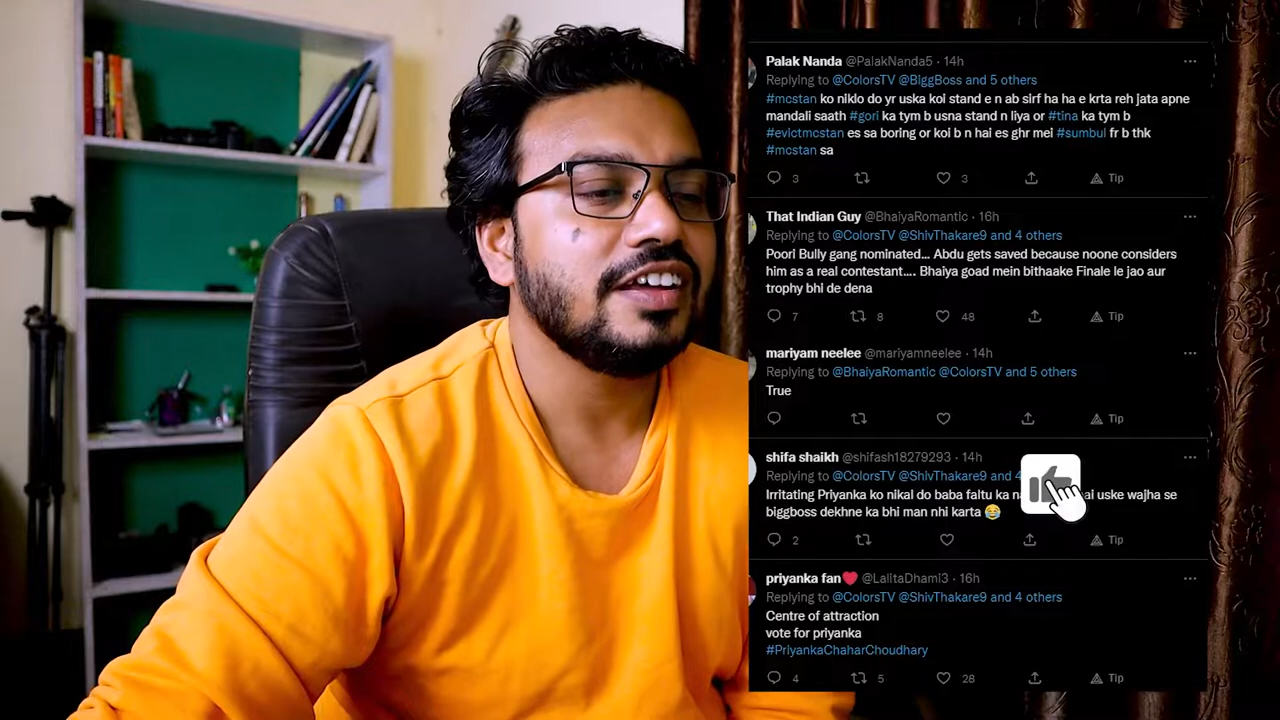 Palak Nanda @PalakNanda5 · 14h
Replying to @ColorsTV @BiggBoss and 5 others
#mcstan ko niklo do yr uska koi stand e n ab sirf ha ha e krta reh jata apne
mandali saath #gori ka tym b usna stand n liya or #tina ka tym b
#evictmcstan es sa boring or koi b n hai es ghr mei #sumbul fr b thk
#mcstan sa
3 3 Tip
That Indian Guy @BhaiyaRomantic · 16h
Replying to @ColorsTV @ShivThakare9 and 4 others
Poori Bully gang nominated... Abdu gets saved because noone considers
him as a real contestant.... Bhaiya goad mein bithaake Finale le jao aur
trophy bhi de dena
7 8 48 Tip
mariyam neelee @mariyamneelee · 14h
Replying to @BhaiyaRomantic @ColorsTV and 5 others
True
Tip
shifa shaikh @shifash18279293 · 14h
Replying to @ColorsTV @ShivThakare9 and 4
Irritating Priyanka ko nikal do baba faltu ka uske wajha se
biggboss dekhne ka bhi man nhi karta 😂
2 Tip
priyanka fan❤️ @LalitaDhami3 · 16h
Replying to @ColorsTV @ShivThakare9 and 4 others
Centre of attraction
vote for priyanka
#PriyankaChaharChoudhary
4 5 28 Tip